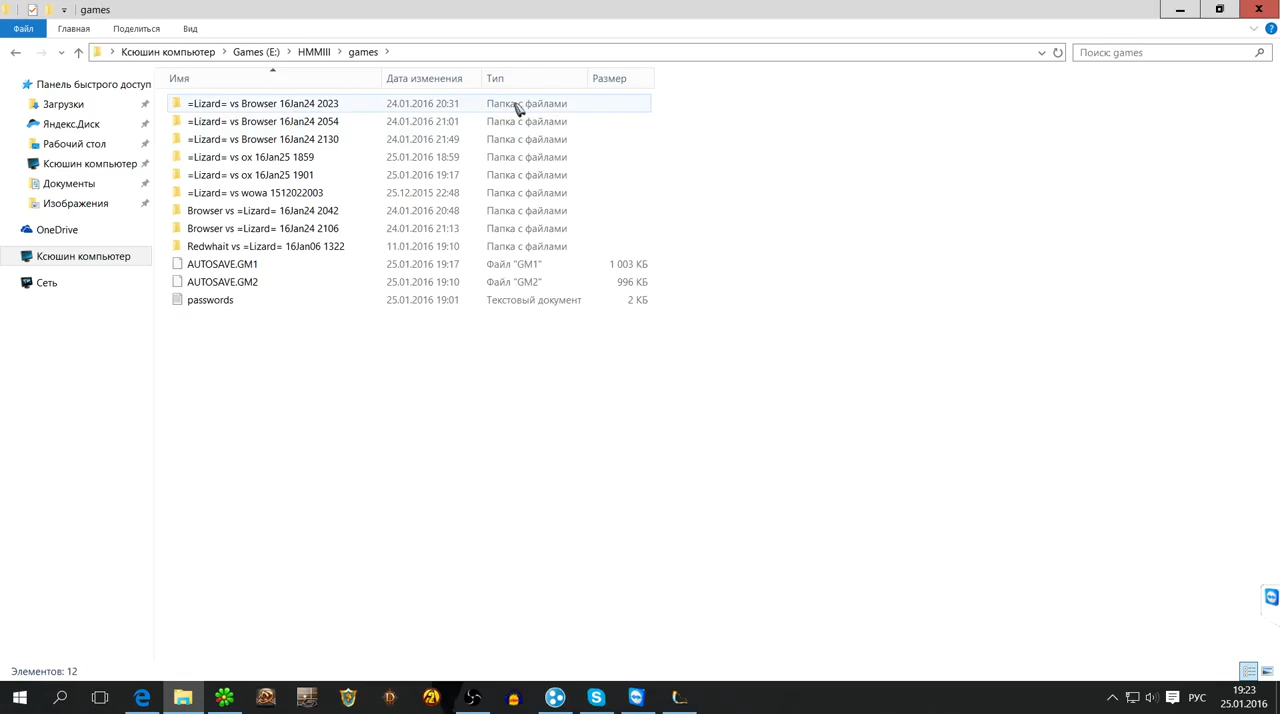 games
Файл Главная Поделиться Вид
Ксюшин компьютер Games (E:) HMMIII games
Поиск: games
Имя Дата изменения Тип Размер
Панель быстрого доступ
Загрузки
Яндекс.Диск
Рабочий стол
Ксюшин компьютер
Документы
Изображения
OneDrive
Ксюшин компьютер
Сеть
=Lizard= vs Browser 16Jan24 2023 24.01.2016 20:31 Папка с файлами
=Lizard= vs Browser 16Jan24 2054 24.01.2016 21:01 Папка с файлами
=Lizard= vs Browser 16Jan24 2130 24.01.2016 21:49 Папка с файлами
=Lizard= vs ox 16Jan25 1859 25.01.2016 18:59 Папка с файлами
=Lizard= vs ox 16Jan25 1901 25.01.2016 19:17 Папка с файлами
=Lizard= vs wowa 1512022003 25.12.2015 22:48 Папка с файлами
Browser vs =Lizard= 16Jan24 2042 24.01.2016 20:48 Папка с файлами
Browser vs =Lizard= 16Jan24 2106 24.01.2016 21:13 Папка с файлами
Redwhait vs =Lizard= 16Jan06 1322 11.01.2016 19:10 Папка с файлами
AUTOSAVE.GM1 25.01.2016 19:17 Файл "GM1" 1 003 КБ
AUTOSAVE.GM2 25.01.2016 19:10 Файл "GM2" 996 КБ
passwords 25.01.2016 19:01 Текстовый документ 2 КБ
Элементов: 12
РУС
19:23
25.01.2016